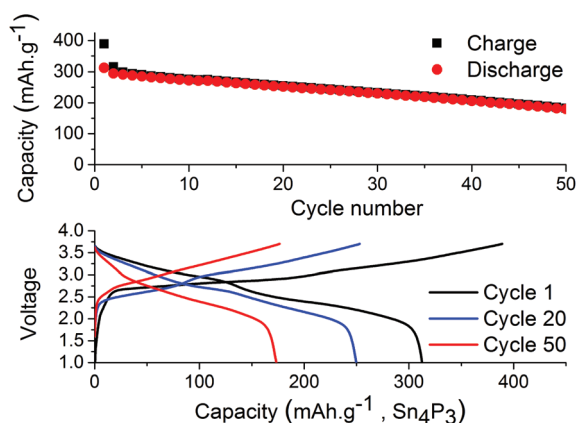 400
300
200
100
0
Capacity (mAh.g⁻¹)
Charge
Discharge
0 10 20 30 40 50
Cycle number
4.0
3.5
3.0
2.5
2.0
1.5
1.0
Voltage
Cycle 1
Cycle 20
Cycle 50
0 100 200 300 400
Capacity (mAh.g⁻¹ , Sn₄P₃)